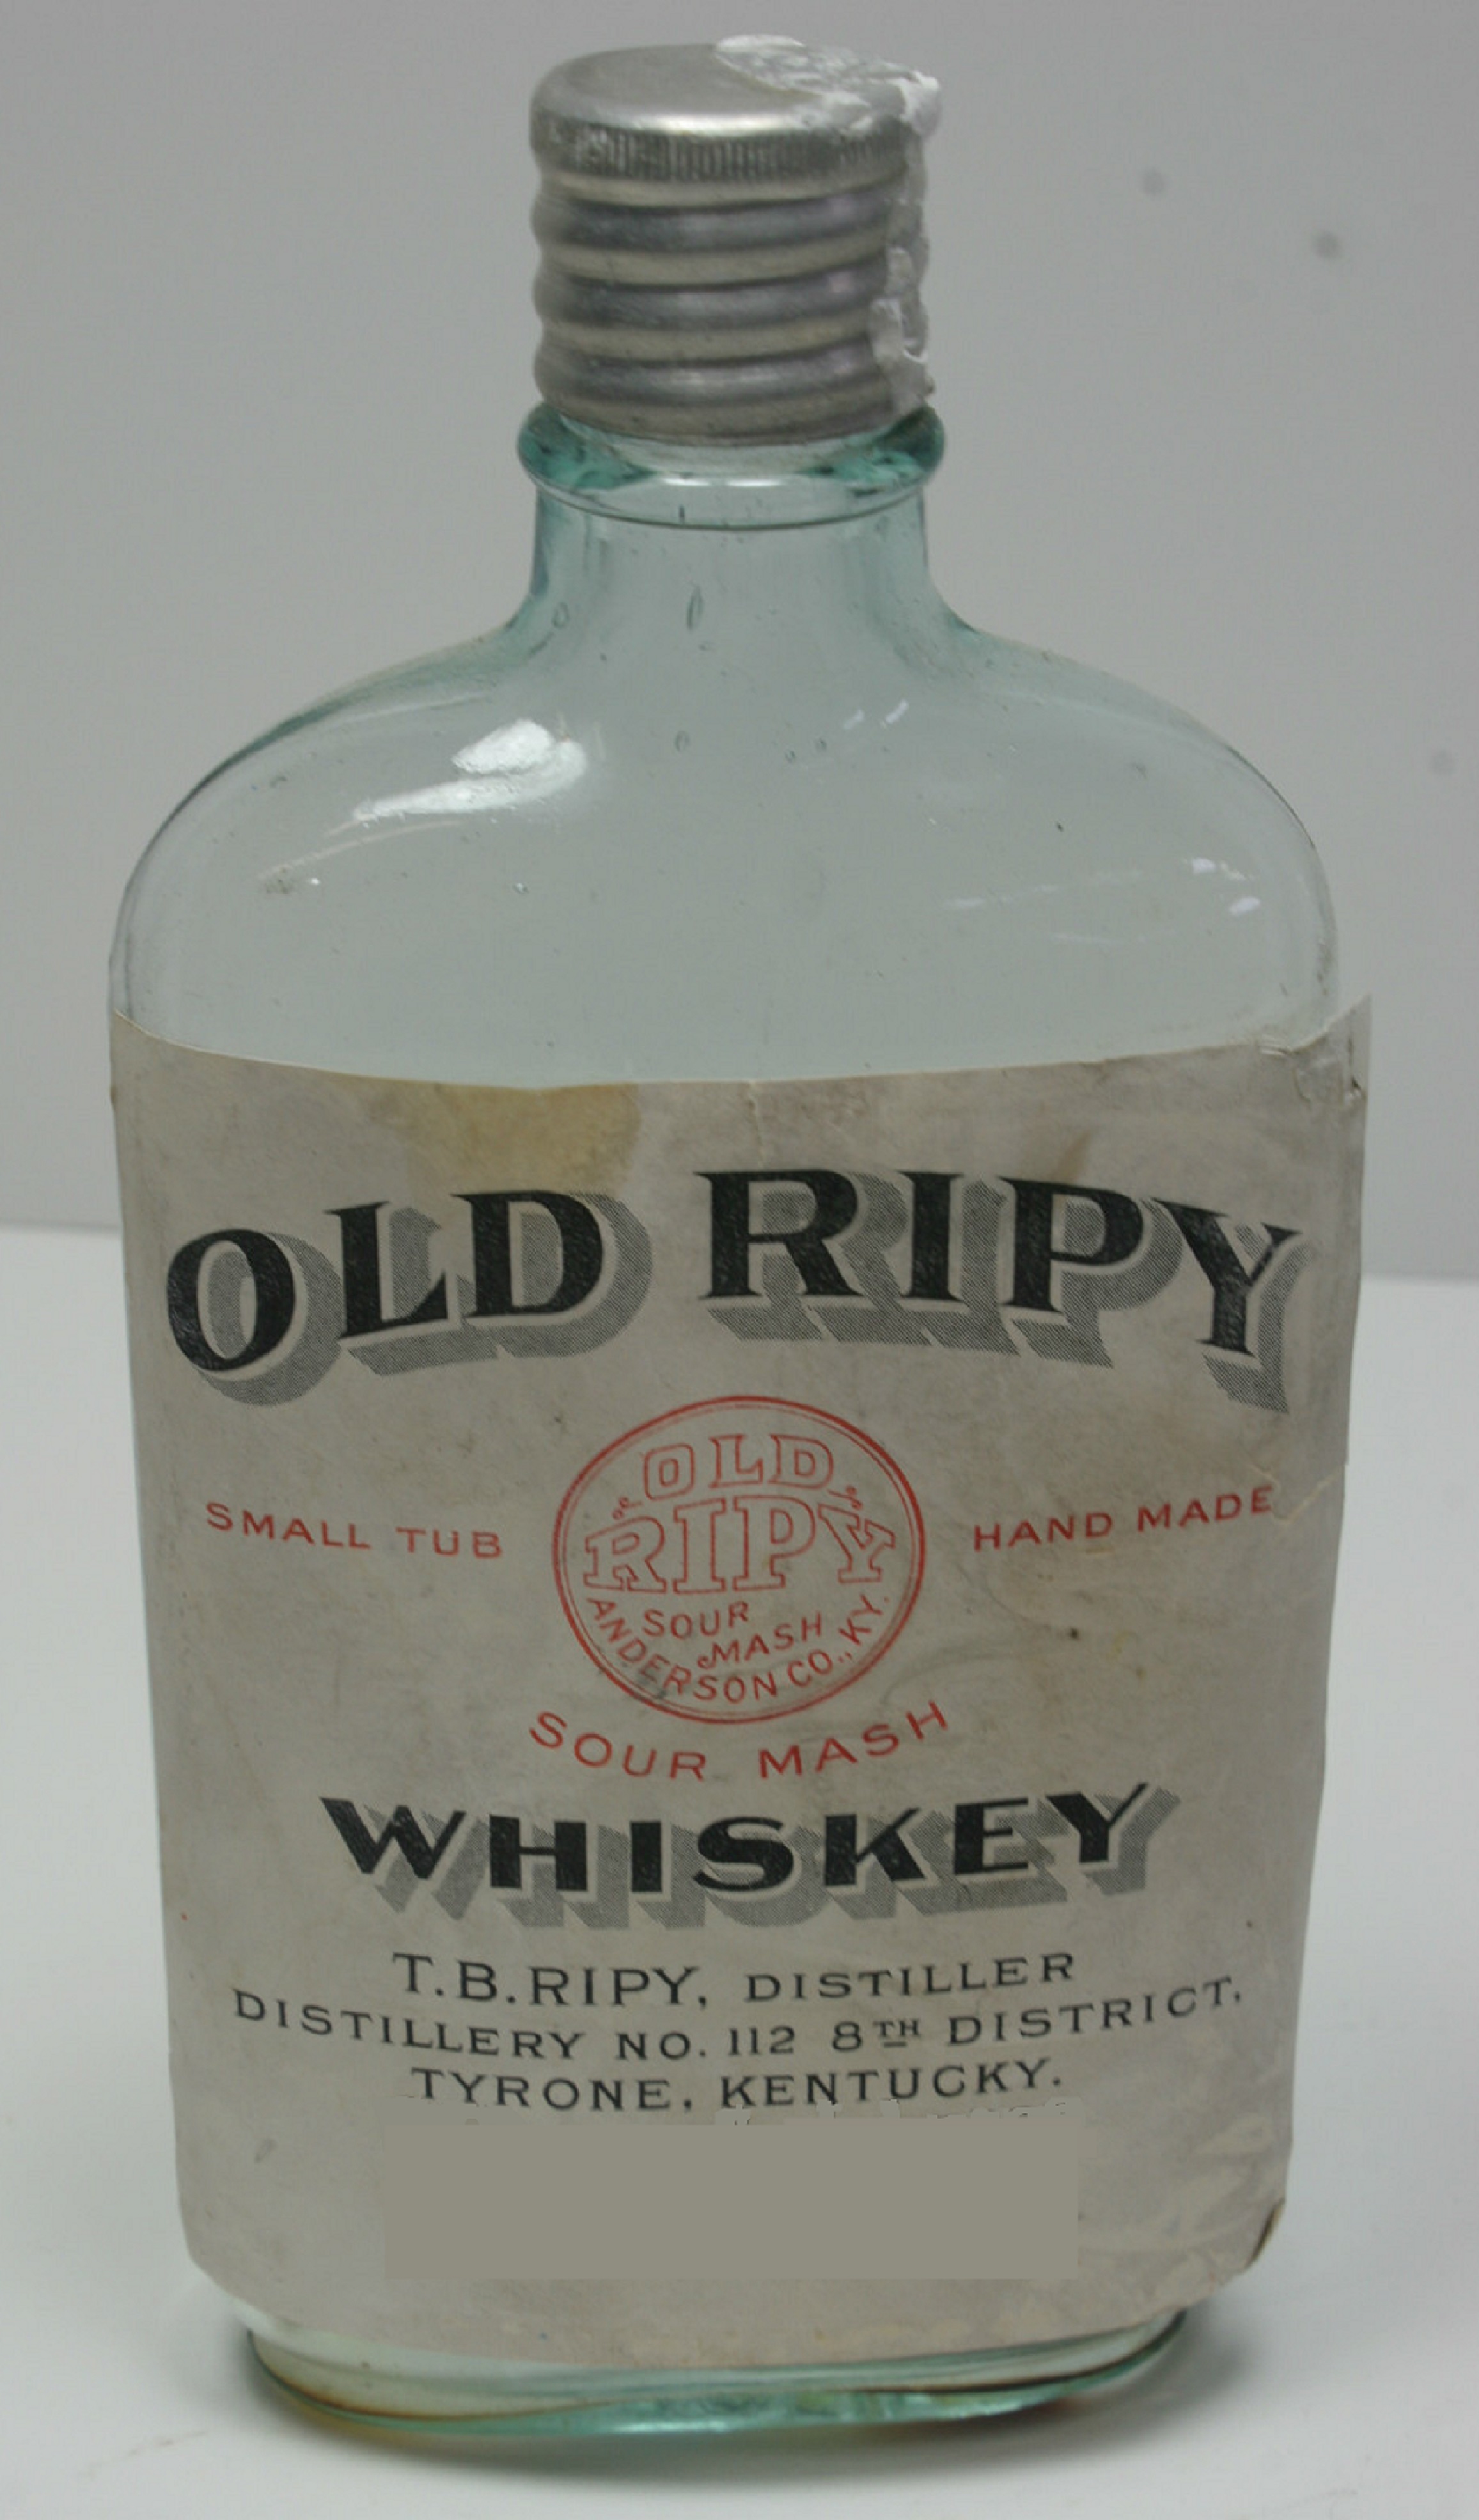 OLD RIPY
SMALL TUB
"OLD
RIPY"
SOUR
MASH
ANDERSON CO., KY.
HAND MADE
SOUR MASH
WHISKEY
T.B. RIPY, DISTILLER
DISTILLERY NO. 112 8TH DISTRICT,
TYRONE, KENTUCKY.